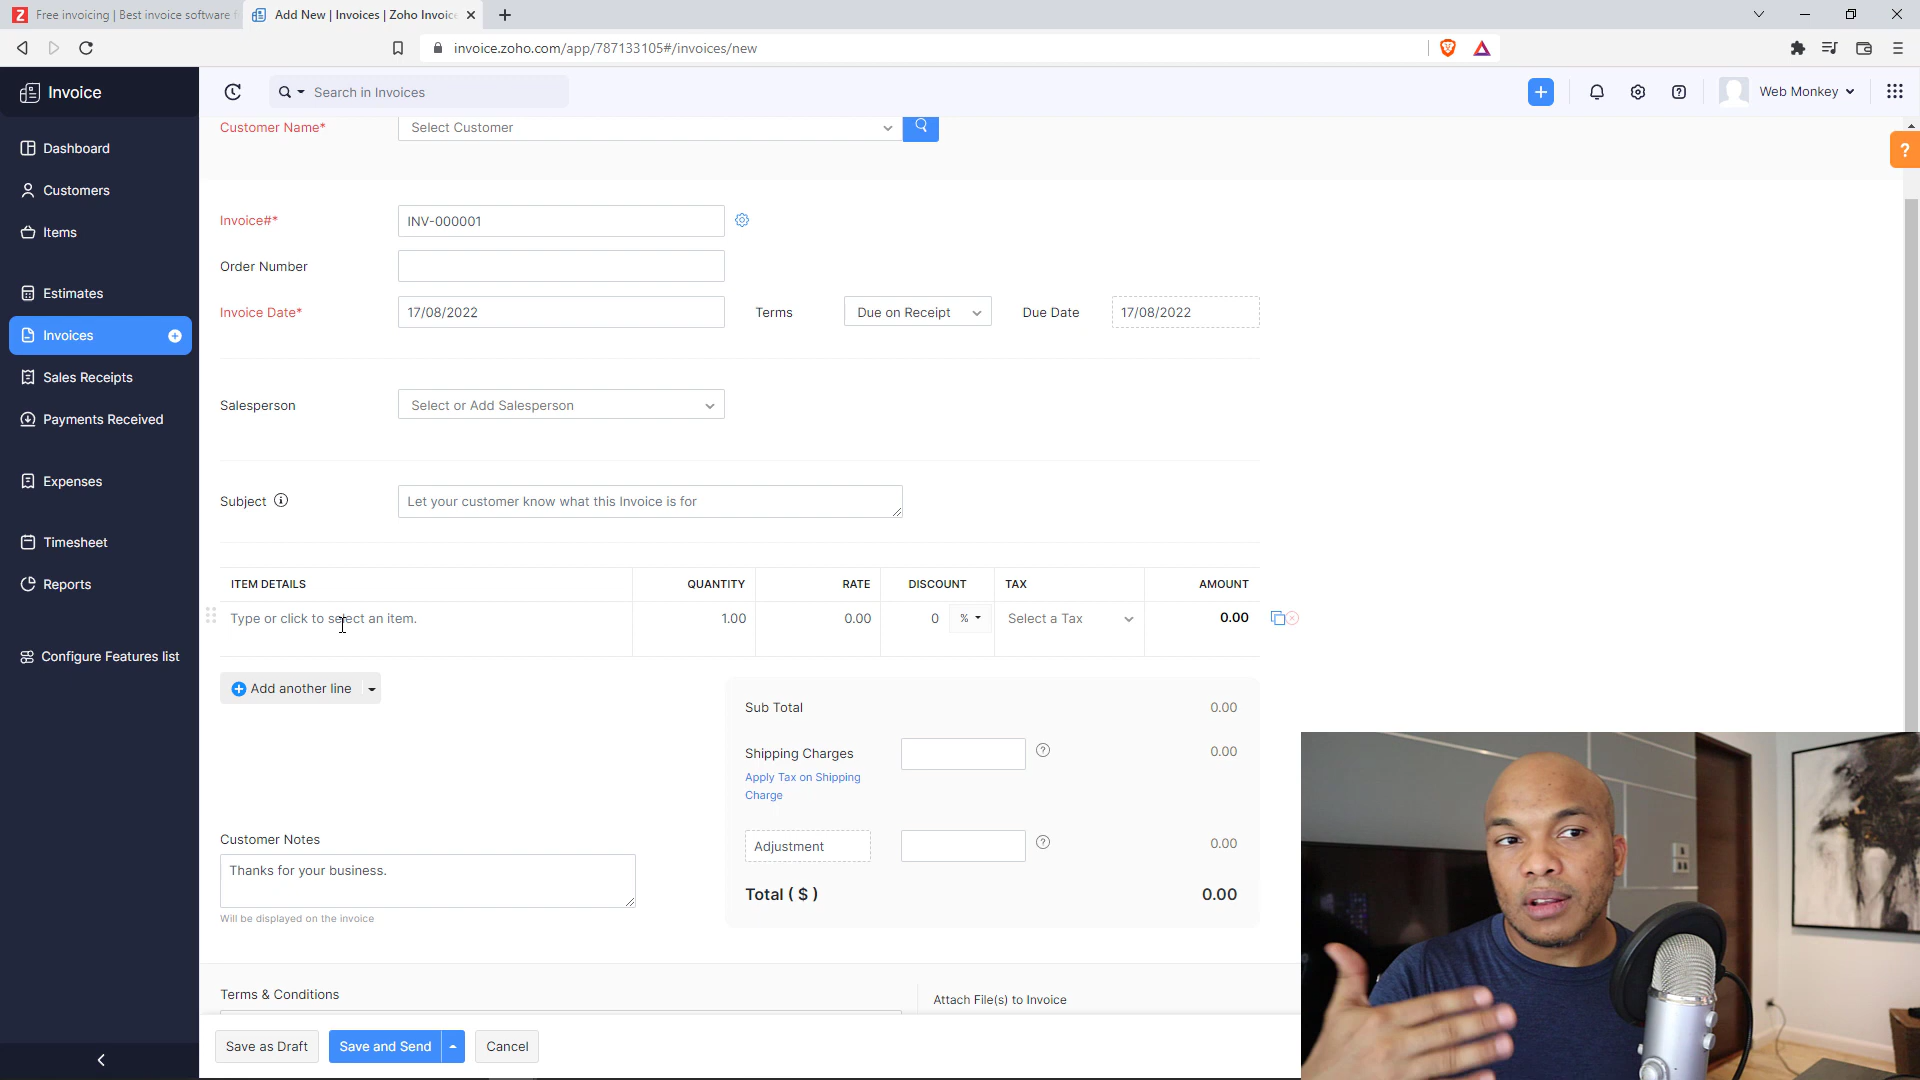 Free invoicing | Best invoice software f
Add New | Invoices | Zoho Invoice
invoice.zoho.com/app/787133105#/invoices/new
Invoice
Search in Invoices
Web Monkey
Dashboard
Customers
Items
Estimates
Invoices
Sales Receipts
Payments Received
Expenses
Timesheet
Reports
Configure Features list
Customer Name*
Select Customer
?
Invoice#*
INV-000001
Order Number
Invoice Date*
17/08/2022
Terms
Due on Receipt
Due Date
17/08/2022
Salesperson
Select or Add Salesperson
Subject
Let your customer know what this Invoice is for
ITEM DETAILS QUANTITY RATE DISCOUNT TAX AMOUNT
Type or click to select an item. 1.00 0.00 0 % Select a Tax 0.00
Add another line
Sub Total 0.00
Shipping Charges 0.00
Apply Tax on Shipping
Charge
Adjustment 0.00
Total ( $ ) 0.00
Customer Notes
Thanks for your business.
Will be displayed on the invoice
Terms & Conditions
Attach File(s) to Invoice
Save as Draft
Save and Send
Cancel